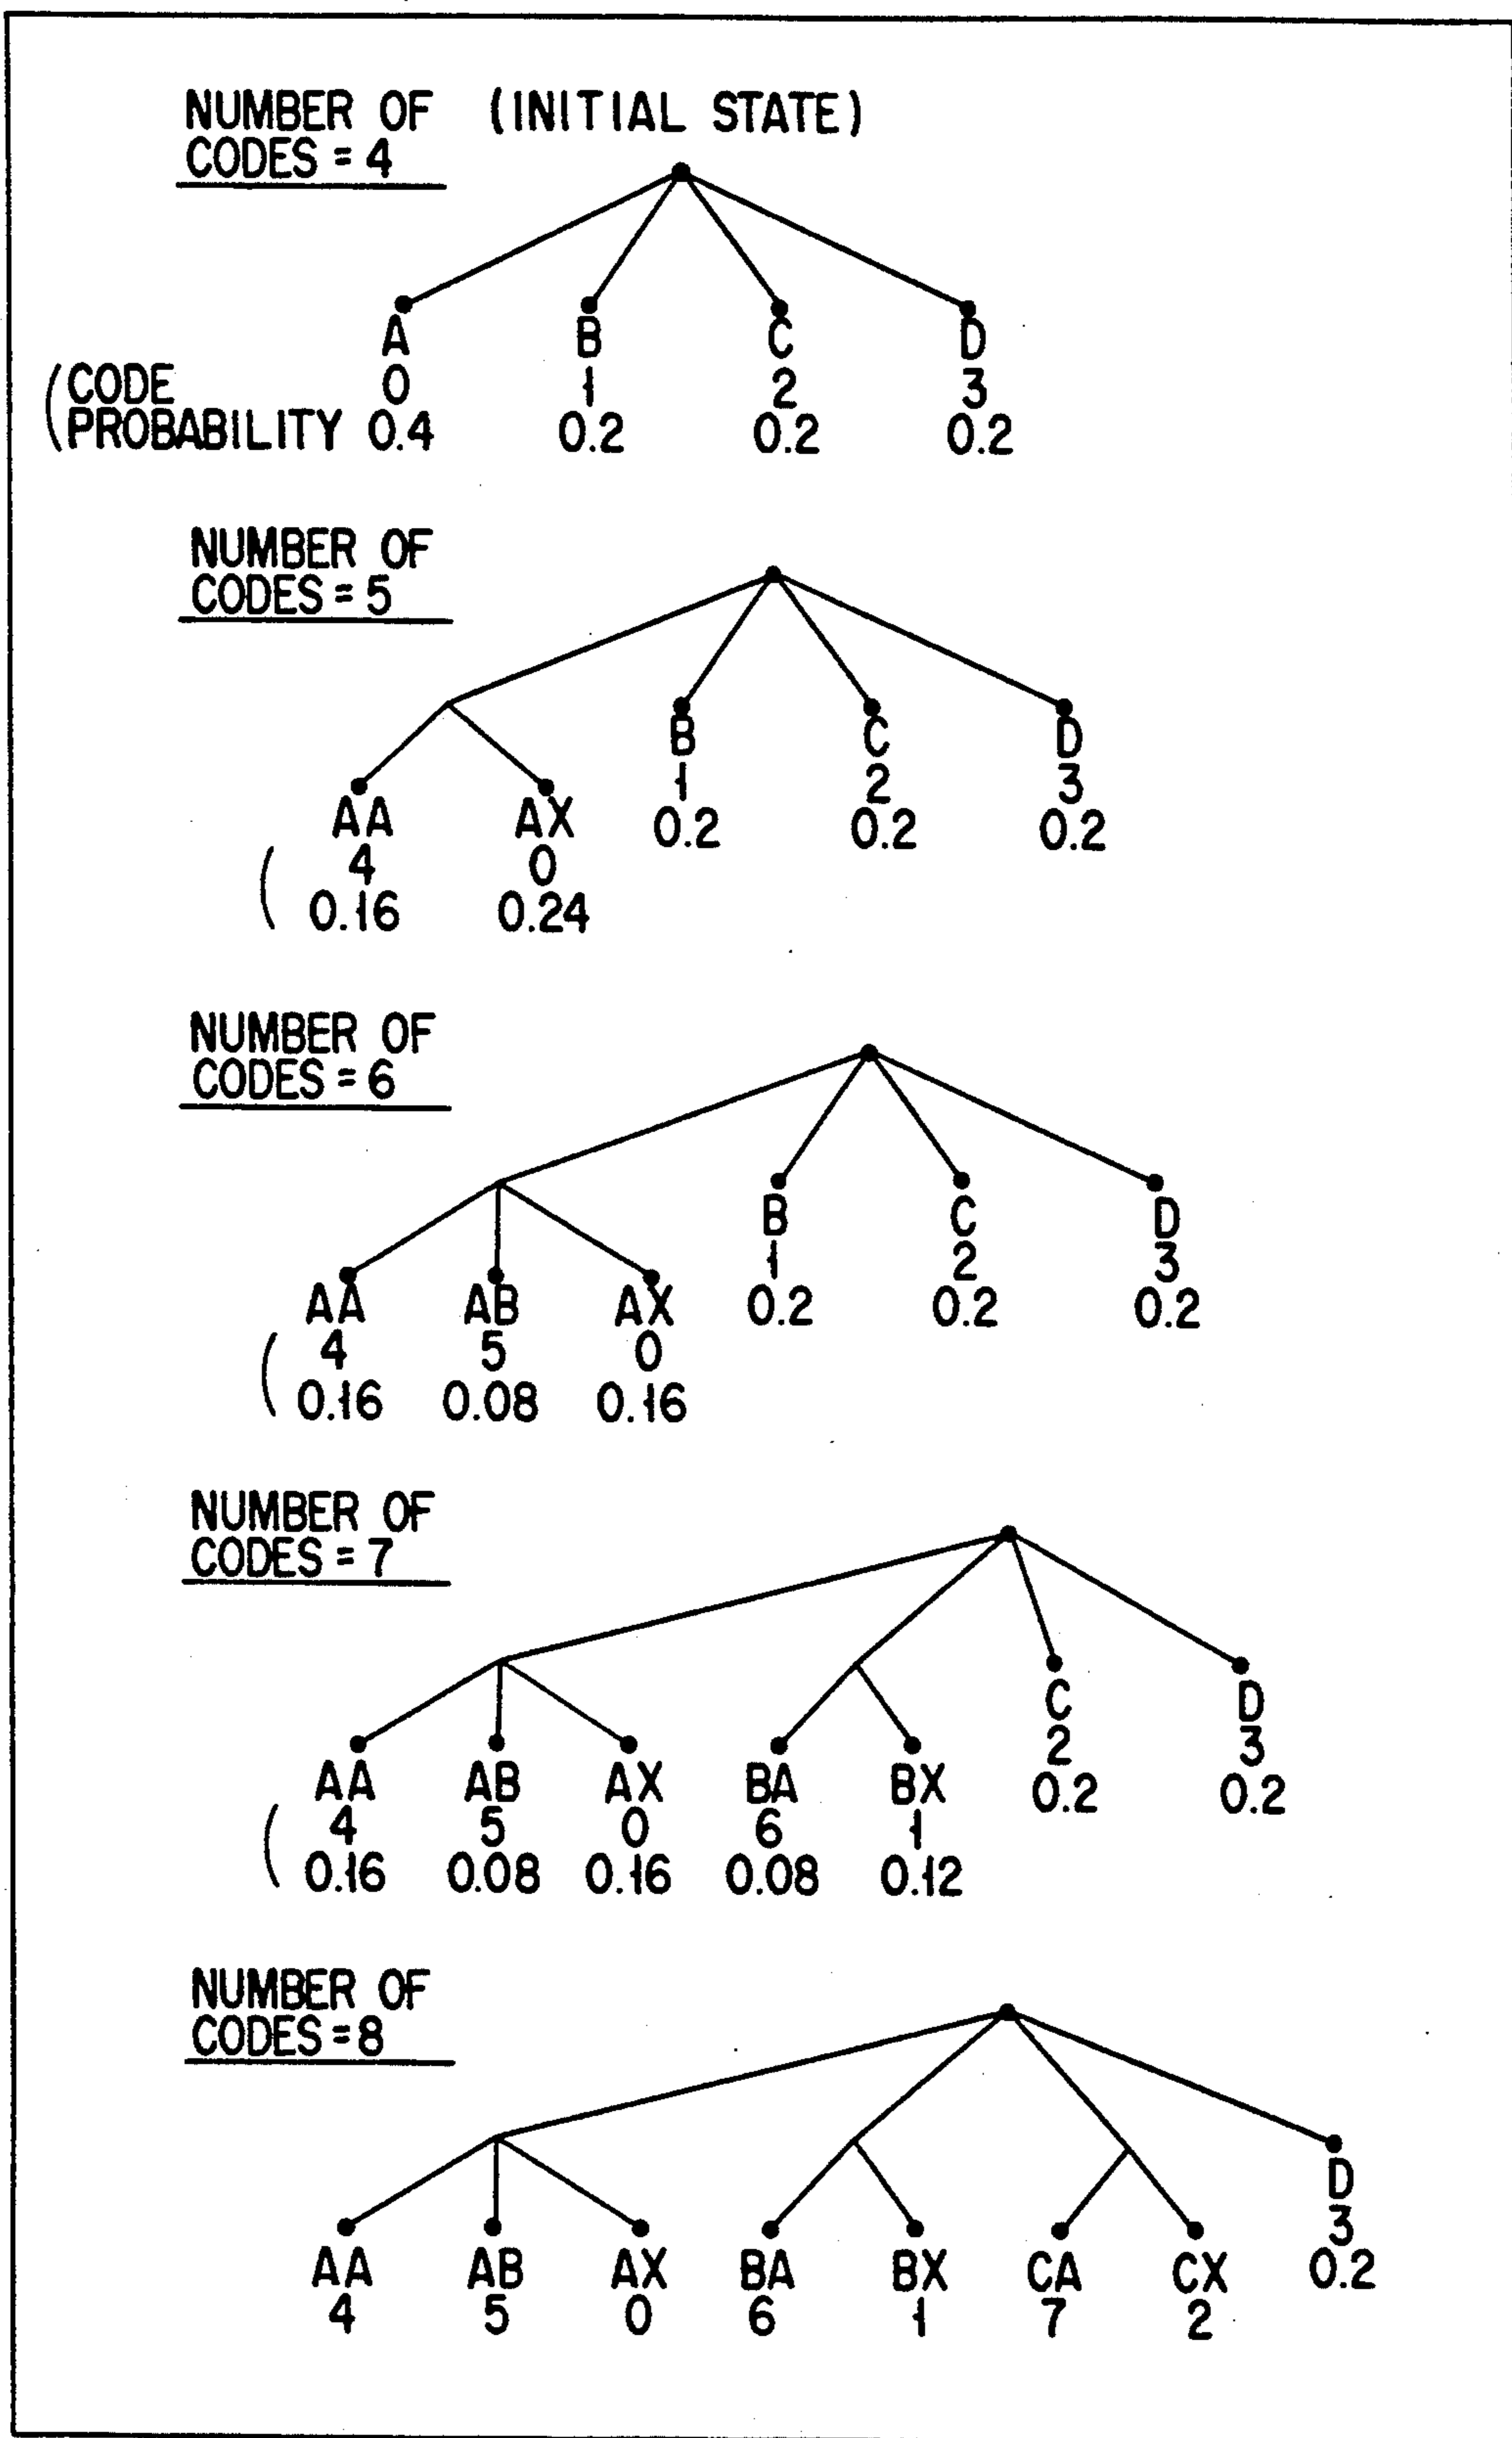 NUMBER OF (INITIAL STATE)
CODES = 4
A B C D
(CODE 0 1 2 3
(PROBABILITY 0.4 0.2 0.2 0.2
NUMBER OF
CODES = 5
B C D
1 2 3
0.2 0.2 0.2
AA AX
( 4 0
0.16 0.24
NUMBER OF
CODES = 6
B C D
1 2 3
0.2 0.2 0.2
AA AB AX
( 4 5 0
0.16 0.08 0.16
NUMBER OF
CODES = 7
C D
2 3
0.2 0.2
AA AB AX BA BX
( 4 5 0 6 1
0.16 0.08 0.16 0.08 0.12
NUMBER OF
CODES = 8
D
3
0.2
AA AB AX BA BX CA CX
4 5 0 6 1 7 2